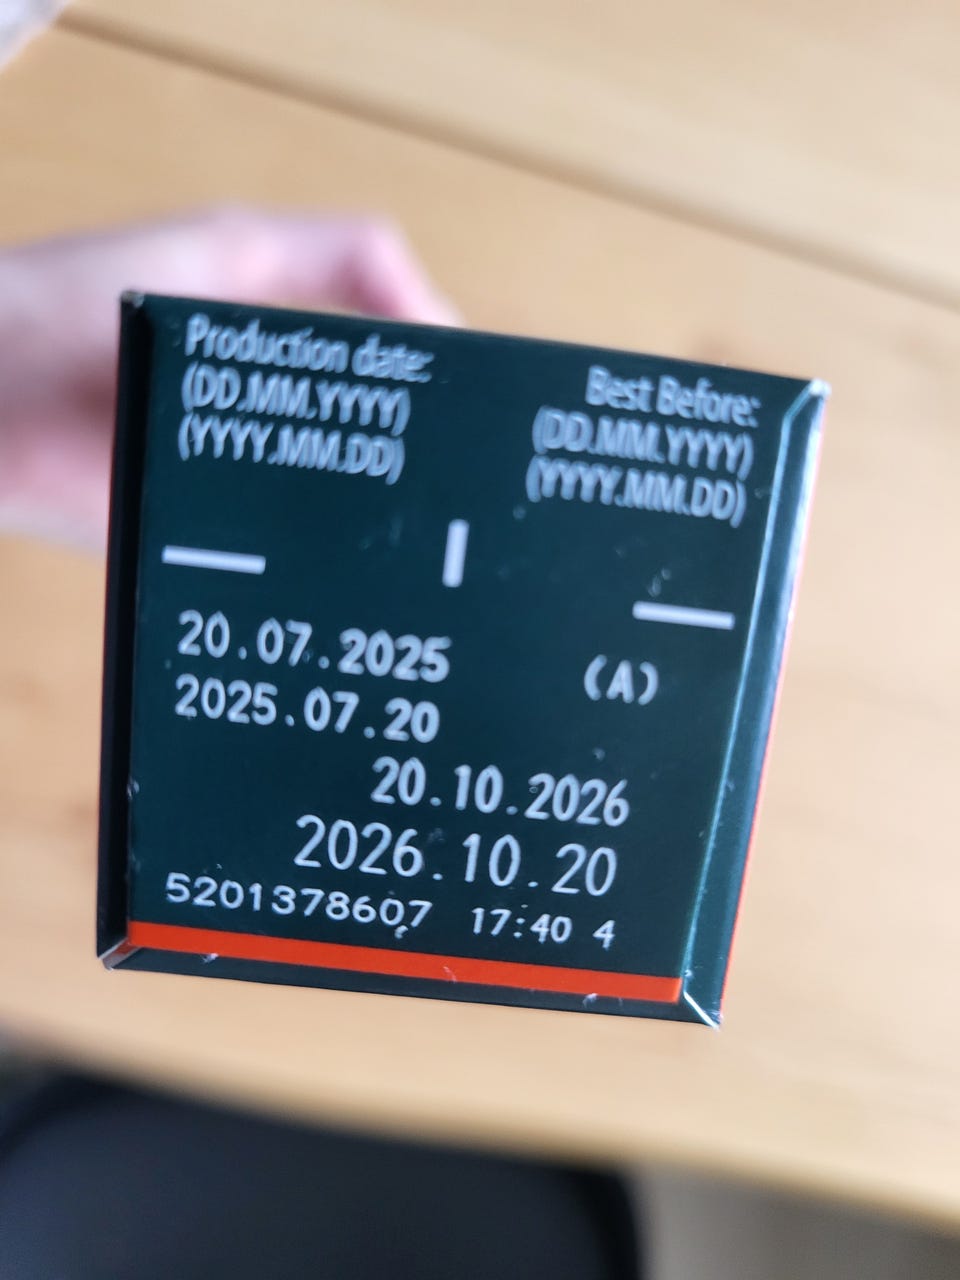 Production date:
(DD.MM.YYYY)
(YYYY.MM.DD)
Best Before:
(DD.MM.YYYY)
(YYYY.MM.DD)
20.07.2025
2025.07.20
(A)
20.10.2026
2026.10.20
5201378607 17:40 4